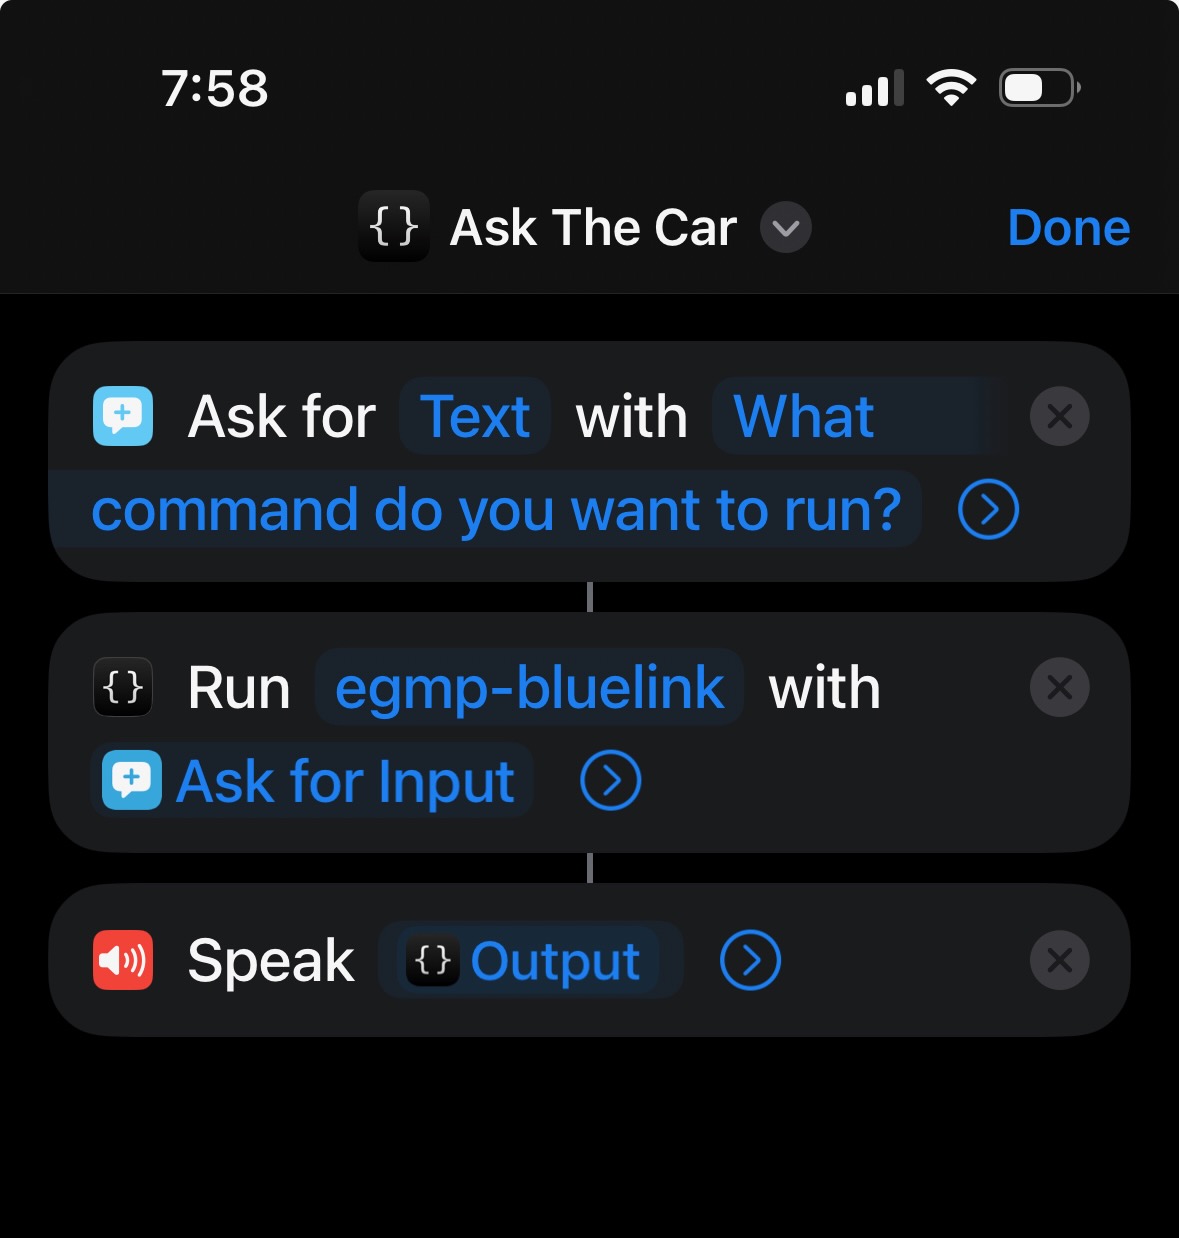 7:58
{} Ask The Car
Done
Ask for Text with What
command do you want to run?
{} Run egmp-bluelink with
Ask for Input
Speak {} Output